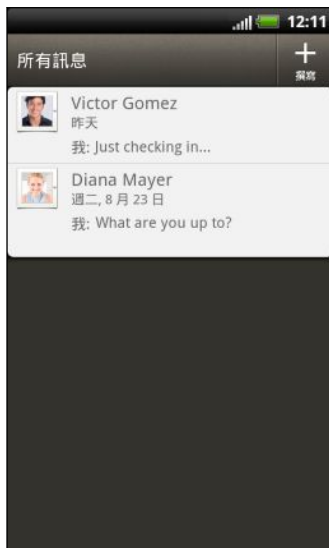 12:11
所有訊息
撰寫
Victor Gomez
昨天
我: Just checking in...
Diana Mayer
週二, 8 月 23 日
我: What are you up to?